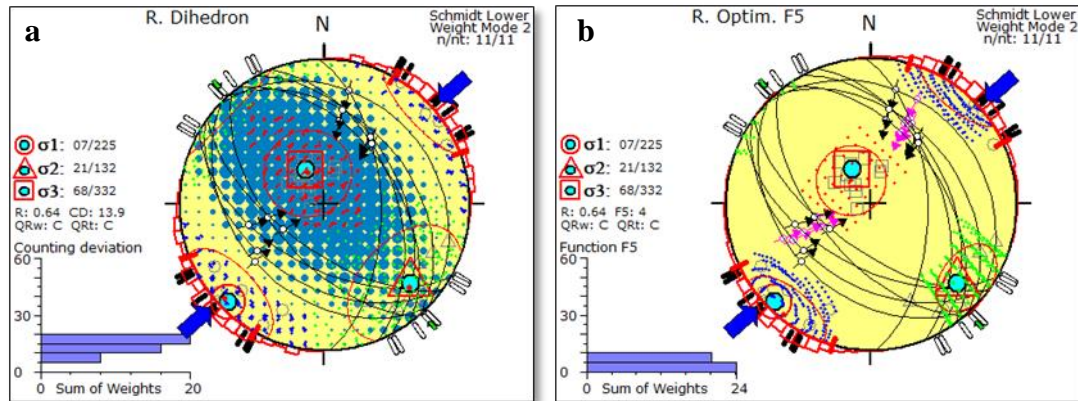 a
R. Dihedron
N
Schmidt Lower
Weight Mode 2
n/nt: 11/11
σ1: 07/225
σ2: 21/132
σ3: 68/332
R: 0.64 CD: 13.9
QRw: C QRt: C
Counting deviation
60
30
0
0 Sum of Weights 20
b
R. Optim. F5
N
Schmidt Lower
Weight Mode 2
n/nt: 11/11
σ1: 07/225
σ2: 21/132
σ3: 68/332
R: 0.64 F5: 4
QRw: C QRt: C
Function F5
60
30
0
0 Sum of Weights 24